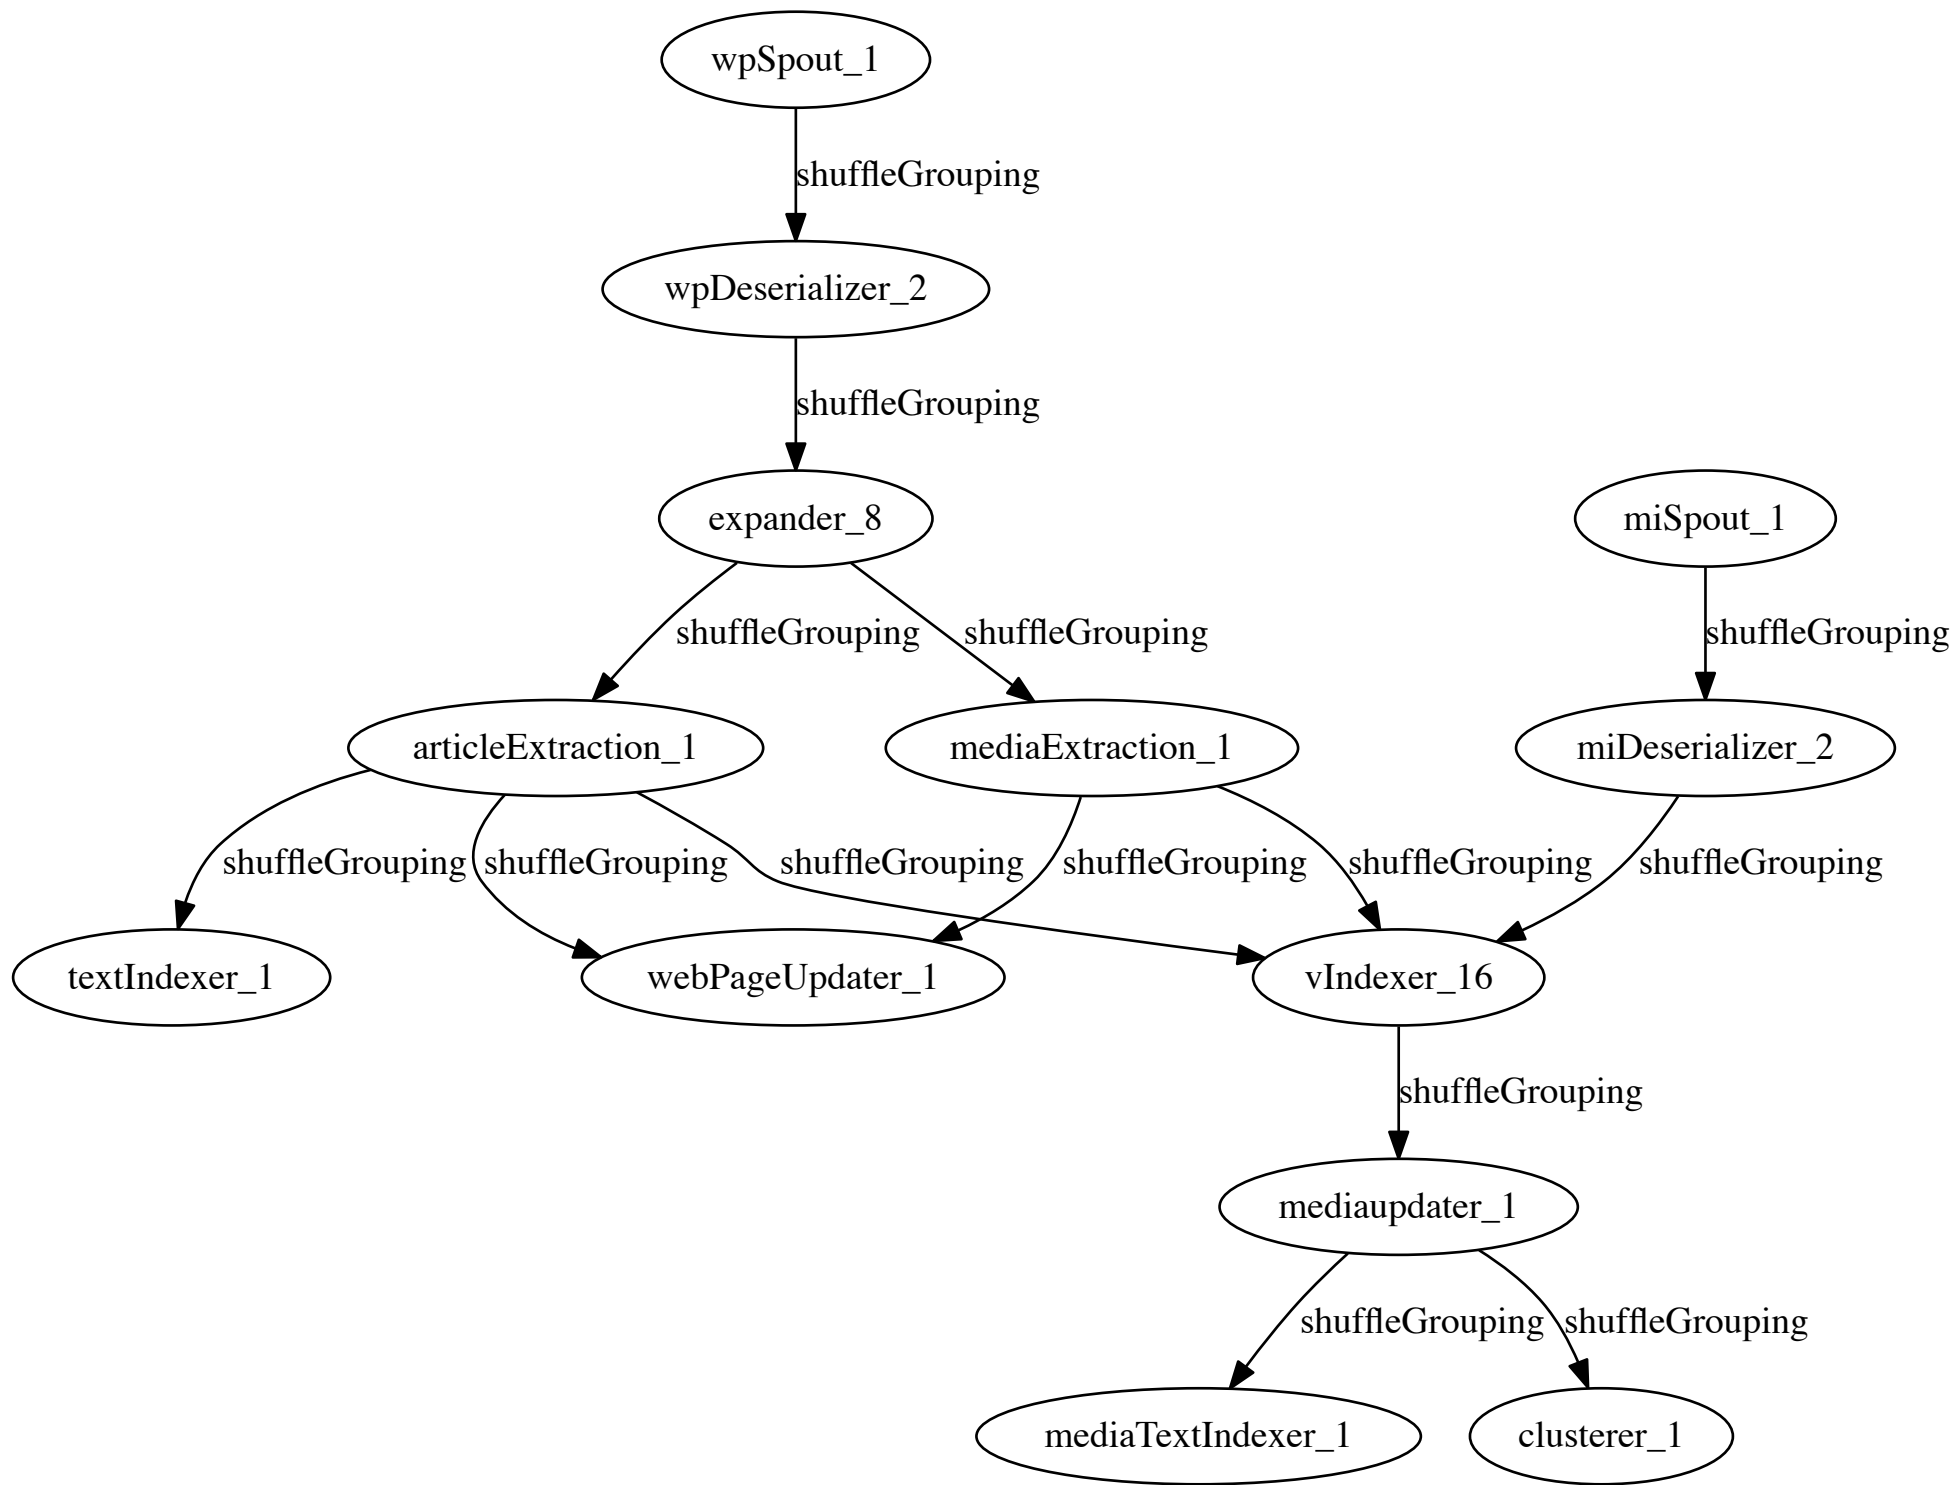 wpSpout_1
shuffleGrouping
wpDeserializer_2
shuffleGrouping
expander_8
miSpout_1
shuffleGrouping
shuffleGrouping
shuffleGrouping
articleExtraction_1
mediaExtraction_1
miDeserializer_2
shuffleGrouping
shuffleGrouping
shuffleGrouping
shuffleGrouping
shuffleGrouping
shuffleGrouping
textIndexer_1
webPageUpdater_1
vIndexer_16
shuffleGrouping
mediaupdater_1
shuffleGrouping
shuffleGrouping
mediaTextIndexer_1
clusterer_1